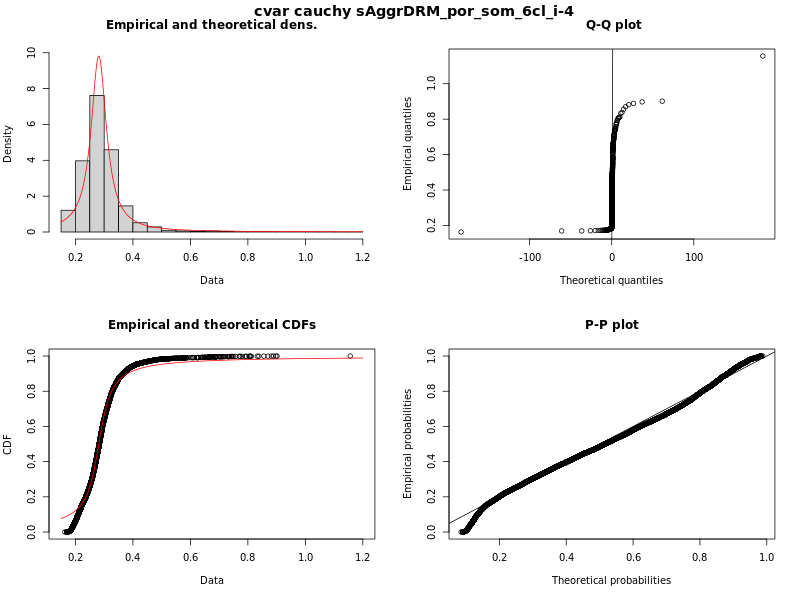 cvar cauchy sAggrDRM_por_som_6cl_i-4
Empirical and theoretical dens.
Density
0 2 4 6 8 10
0.2 0.4 0.6 0.8 1.0 1.2
Data
Q-Q plot
Empirical quantiles
0.2 0.4 0.6 0.8 1.0
-100 0 100
Theoretical quantiles
Empirical and theoretical CDFs
CDF
0.0 0.2 0.4 0.6 0.8 1.0
0.2 0.4 0.6 0.8 1.0 1.2
Data
P-P plot
Empirical probabilities
0.0 0.2 0.4 0.6 0.8 1.0
0.2 0.4 0.6 0.8 1.0
Theoretical probabilities